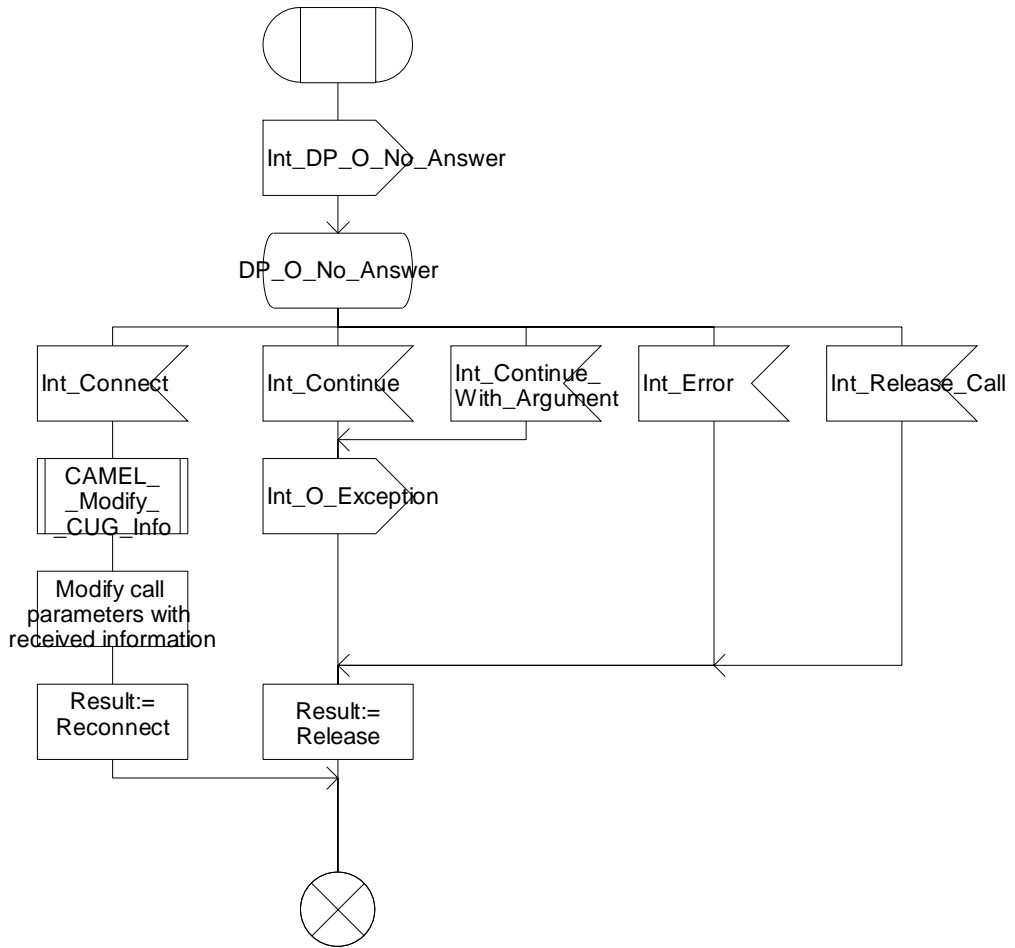 Int_DP_O_No_Answer
DP_O_No_Answer
Int_Connect
Int_Continue
Int_Continue_
With_Argument
Int_Error
Int_Release_Call
CAMEL_
_Modify_
_CUG_Info
Int_O_Exception
Modify call
parameters with
received information
Result:=
Reconnect
Result:=
Release